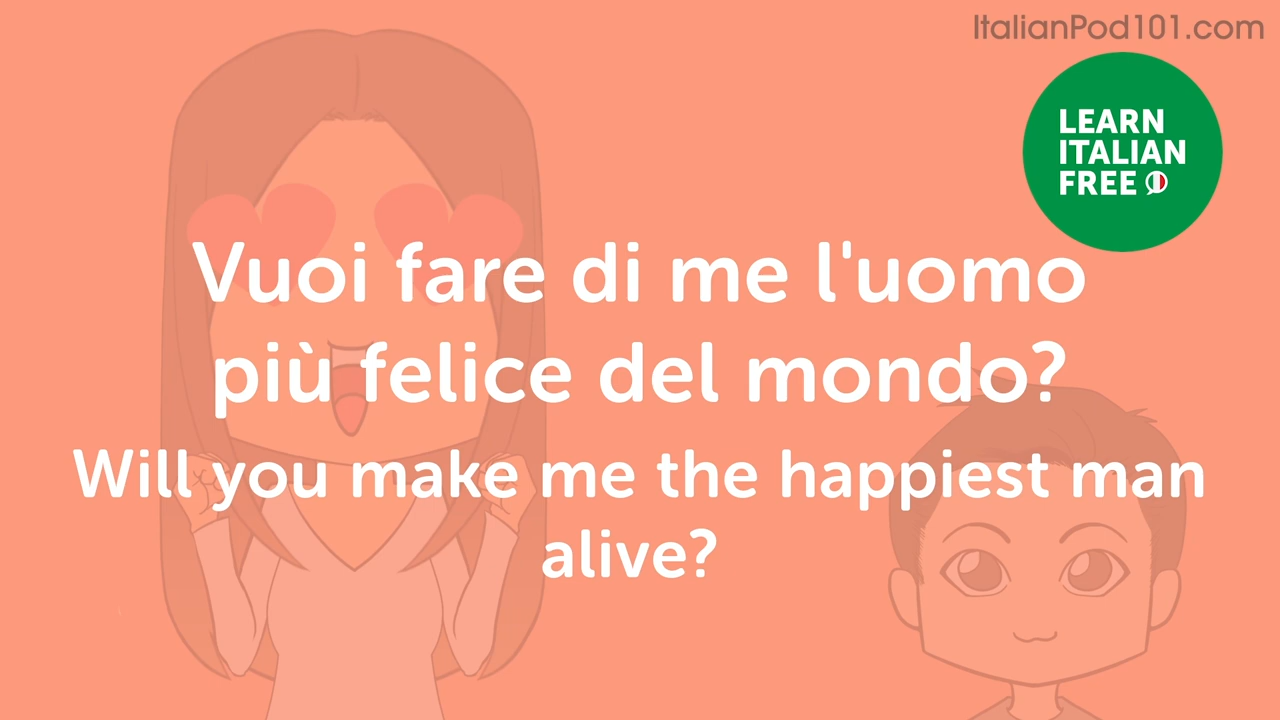 ItalianPod101.com
LEARN
ITALIAN
FREE
Vuoi fare di me l'uomo
più felice del mondo?
Will you make me the happiest man
alive?